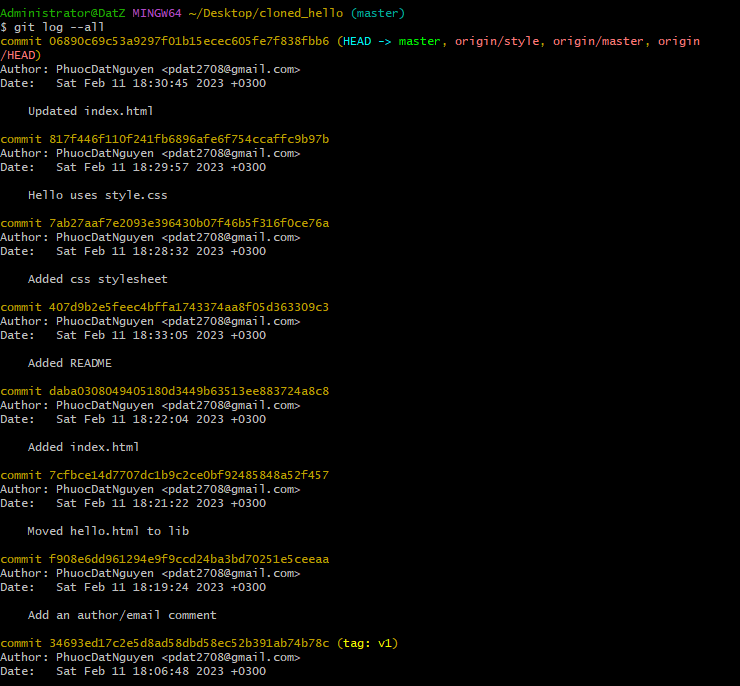 Administrator@DatZ MINGW64 ~/Desktop/cloned_hello (master)
$ git log --all
commit 06890c69c53a9297f01b15ecec605fe7f838fbb6 (HEAD -> master, origin/style, origin/master, origin
/HEAD)
Author: PhuocDatNguyen <pdat2708@gmail.com>
Date:   Sat Feb 11 18:30:45 2023 +0300
    Updated index.html
commit 817f446f110f241fb6896afe6f754ccaffc9b97b
Author: PhuocDatNguyen <pdat2708@gmail.com>
Date:   Sat Feb 11 18:29:57 2023 +0300
    Hello uses style.css
commit 7ab27aaf7e2093e396430b07f46b5f316f0ce76a
Author: PhuocDatNguyen <pdat2708@gmail.com>
Date:   Sat Feb 11 18:28:32 2023 +0300
    Added css stylesheet
commit 407d9b2e5feec4bffa1743374aa8f05d363309c3
Author: PhuocDatNguyen <pdat2708@gmail.com>
Date:   Sat Feb 11 18:33:05 2023 +0300
    Added README
commit daba0308049405180d3449b63513ee883724a8c8
Author: PhuocDatNguyen <pdat2708@gmail.com>
Date:   Sat Feb 11 18:22:04 2023 +0300
    Added index.html
commit 7cfbce14d7707dc1b9c2ce0bf92485848a52f457
Author: PhuocDatNguyen <pdat2708@gmail.com>
Date:   Sat Feb 11 18:21:22 2023 +0300
    Moved hello.html to lib
commit f908e6dd961294e9f9ccd24ba3bd70251e5ceeaa
Author: PhuocDatNguyen <pdat2708@gmail.com>
Date:   Sat Feb 11 18:19:24 2023 +0300
    Add an author/email comment
commit 34693ed17c2e5d8ad58dbd58ec52b391ab74b78c (tag: v1)
Author: PhuocDatNguyen <pdat2708@gmail.com>
Date:   Sat Feb 11 18:06:48 2023 +0300